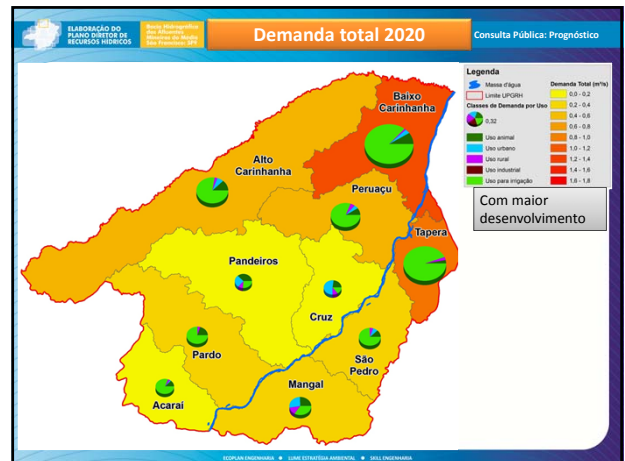 ELABORAÇÃO DO
PLANO DIRETOR DE
RECURSOS HÍDRICOS
Bacia Hidrográfica
dos Afluentes
Mineiros do Médio
São Francisco: SF9
Demanda total 2020
Consulta Pública: Prognóstico
Legenda
Massa d'água
Limite UPGRH
Classes de Demanda por Uso
0,32
Uso animal
Uso urbano
Uso rural
Uso industrial
Uso para irrigação
Demanda Total (m³/s)
0,0 - 0,2
0,2 - 0,4
0,4 - 0,6
0,6 - 0,8
0,8 - 1,0
1,0 - 1,2
1,2 - 1,4
1,4 - 1,6
1,6 - 1,8
Com maior
desenvolvimento
Baixo
Carinhanha
Alto
Carinhanha
Peruaçu
Tapera
Pandeiros
Cruz
Pardo
São
Pedro
Mangal
Acarai
ECOPLAN ENGENHARIA ● LUME ESTRATÉGIA AMBIENTAL ● SKILL ENGENHARIA